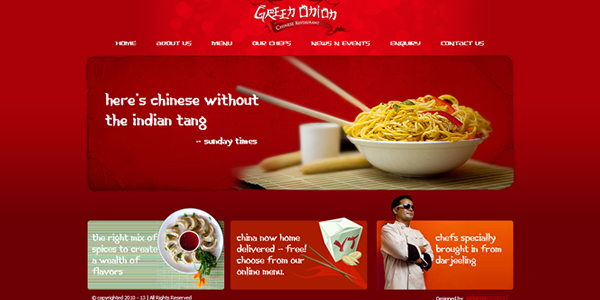 Green Onion
Chinese Restaurant
HOME ABOUT US MENU OUR CHEFS NEWS N EVENTS ENQUIRY CONTACT US
here's chinese without
the indian tang
-- sunday times
the right mix of
spices to create
a wealth of
flavors
china now home
delivered -- free!
choose from our
online menu.
chefs specially
brought in from
darjeeling
© copyrighted 2010 - 13 | All Rights Reserved
Designed by